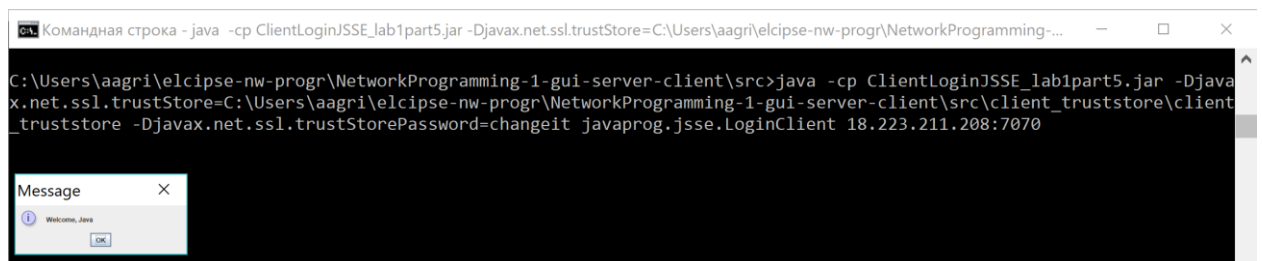 Командная строка - java -cp ClientLoginJSSE_lab1part5.jar -Djavax.net.ssl.trustStore=C:\Users\aagri\elcipse-nw-progr\NetworkProgramming-...
C:\Users\aagri\elcipse-nw-progr\NetworkProgramming-1-gui-server-client\src>java -cp ClientLoginJSSE_lab1part5.jar -Djava
x.net.ssl.trustStore=C:\Users\aagri\elcipse-nw-progr\NetworkProgramming-1-gui-server-client\src\client_truststore\client
_truststore -Djavax.net.ssl.trustStorePassword=changeit javaprog.jsse.LoginClient 18.223.211.208:7070
Message
Welcome, Java
OK